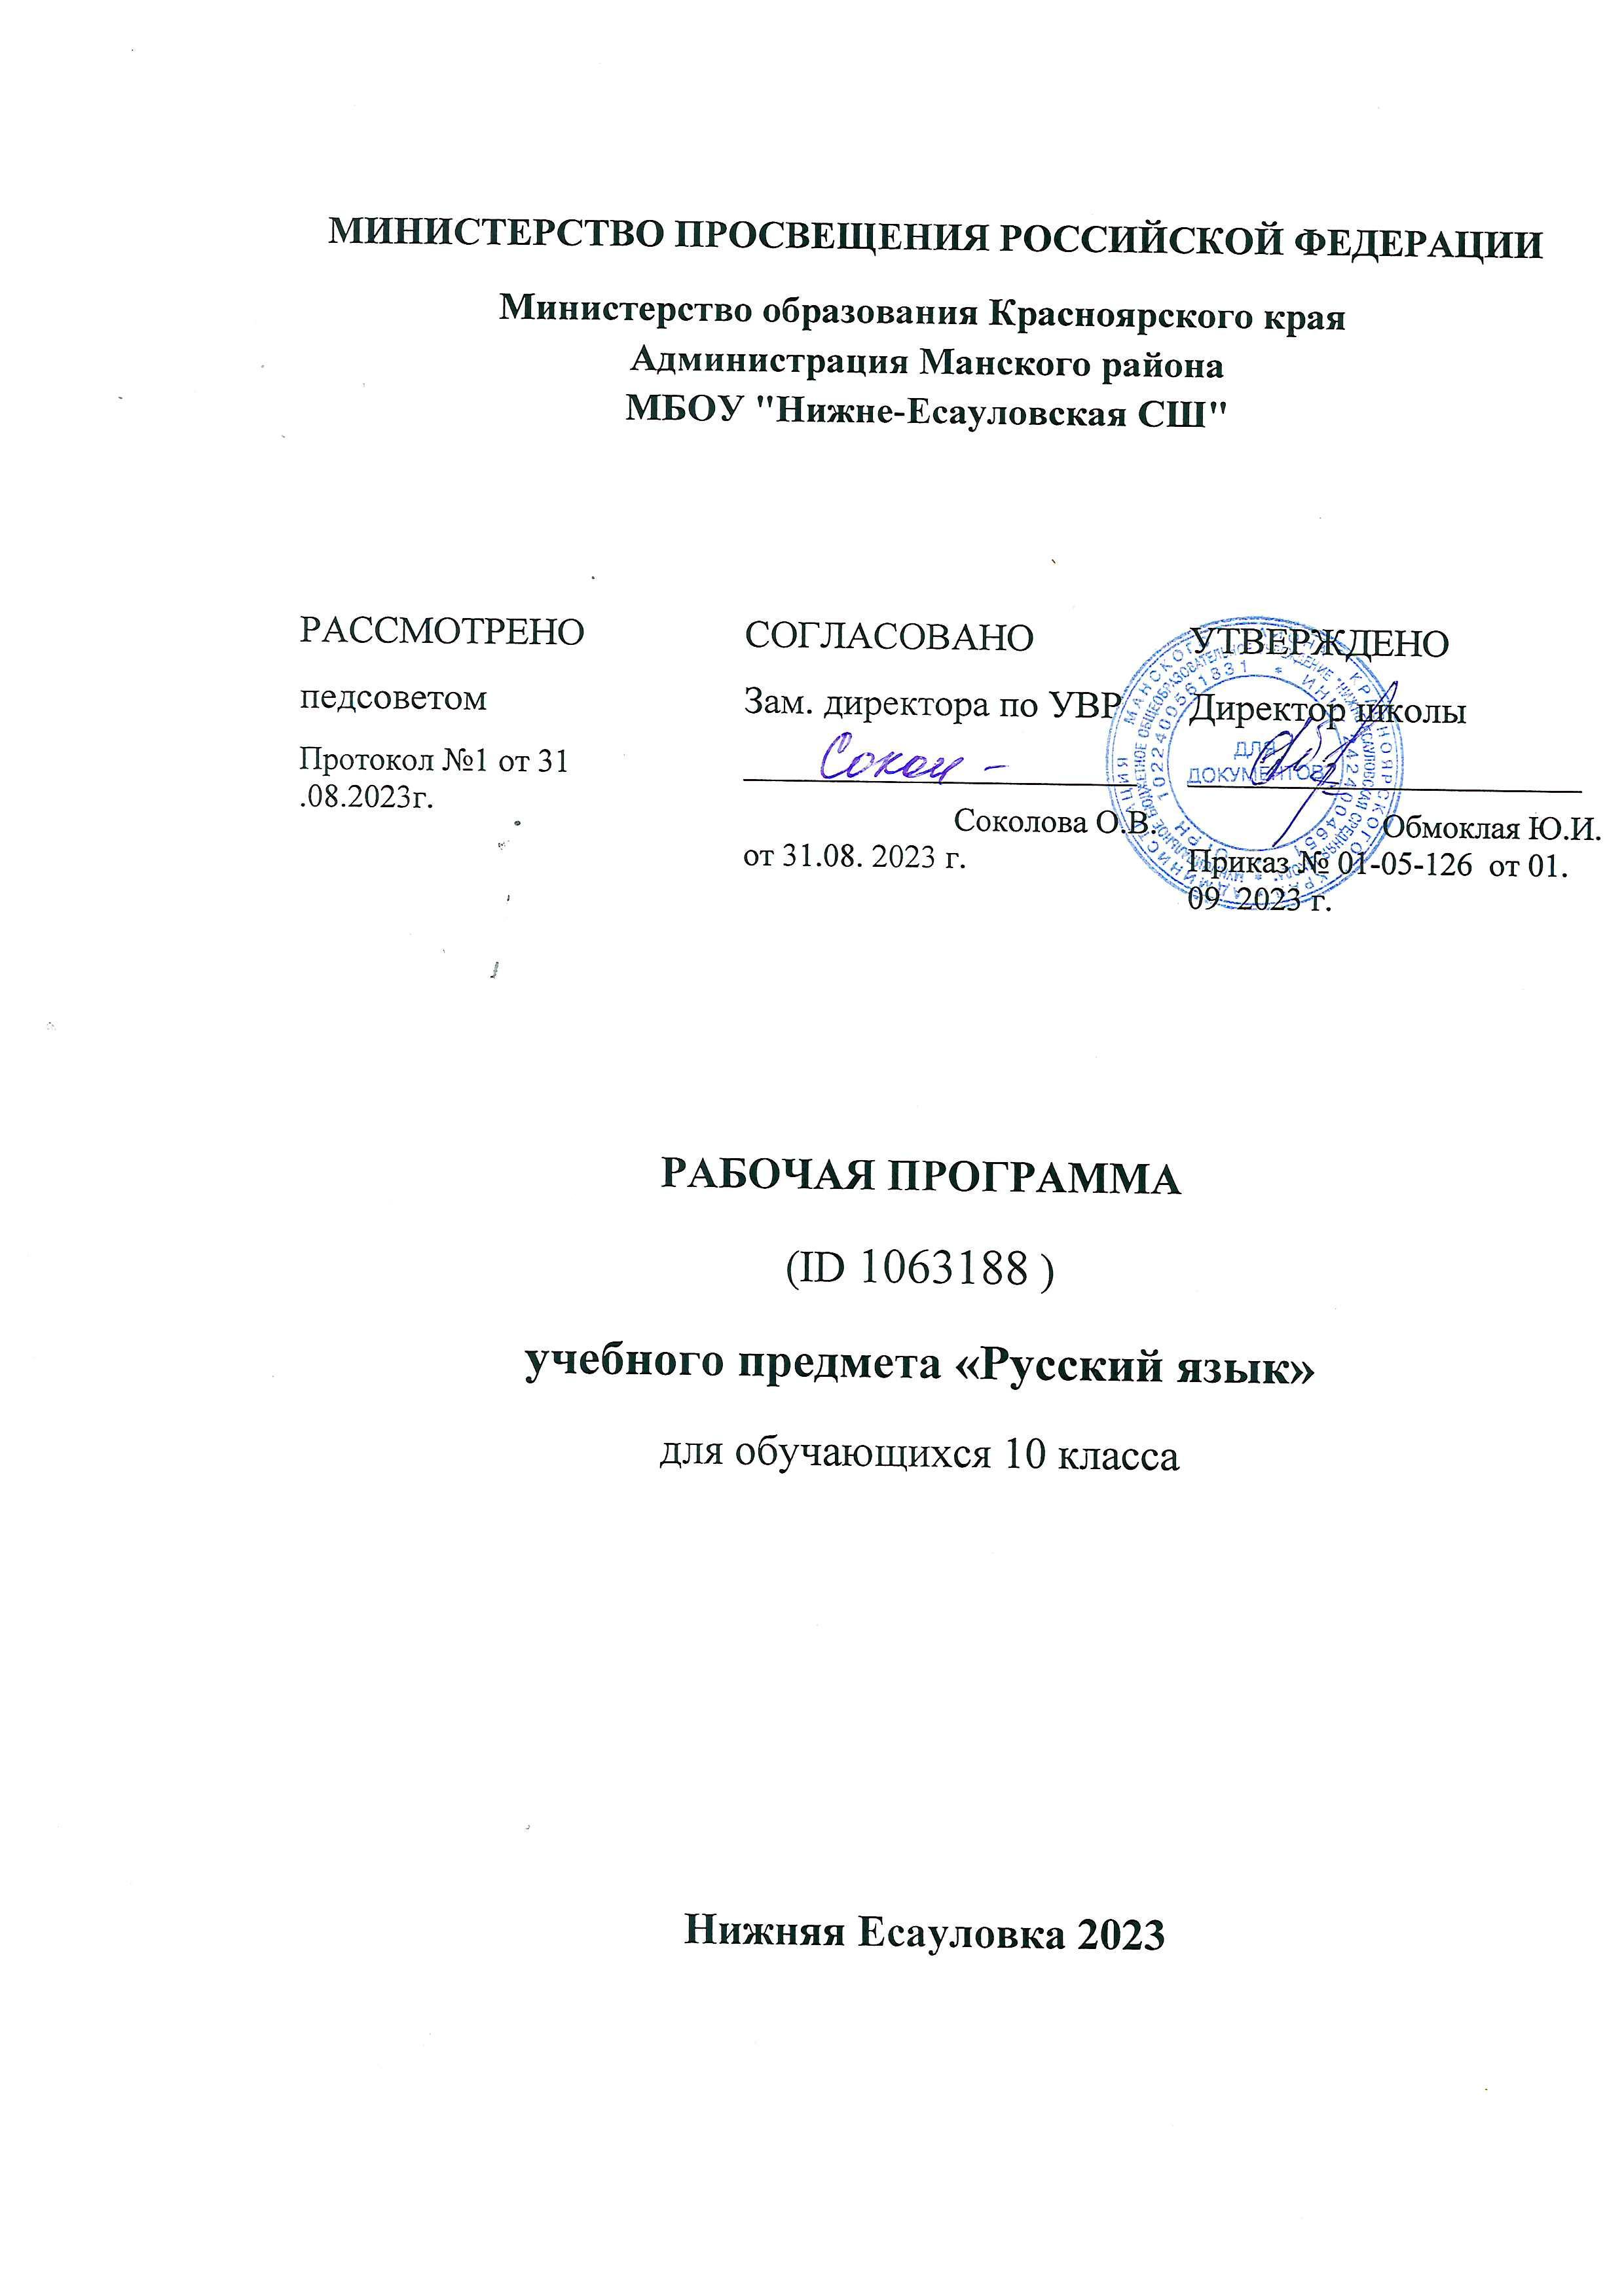 МИНИСТЕРСТВО ПРОСВЕЩЕНИЯ РОССИЙСКОЙ ФЕДЕРАЦИИ
Министерство образования Красноярского края
Администрация Манского района
МБОУ "Нижне-Есауловская СШ"
РАССМОТРЕНО
педсоветом
Протокол №1 от 31
.08.2023г.
СОГЛАСОВАНО
Зам. директора по УВР
Соколова О.В.
от 31.08. 2023 г.
УТВЕРЖДЕНО
Директор школы
ДЛЯ
ДОКУМЕНТОВ
Обмоклая Ю.И.
Приказ № 01-05-126 от 01.
09 2023 г.
РАБОЧАЯ ПРОГРАММА
(ID 1063188 )
учебного предмета «Русский язык»
для обучающихся 10 класса
Нижняя Есауловка 2023